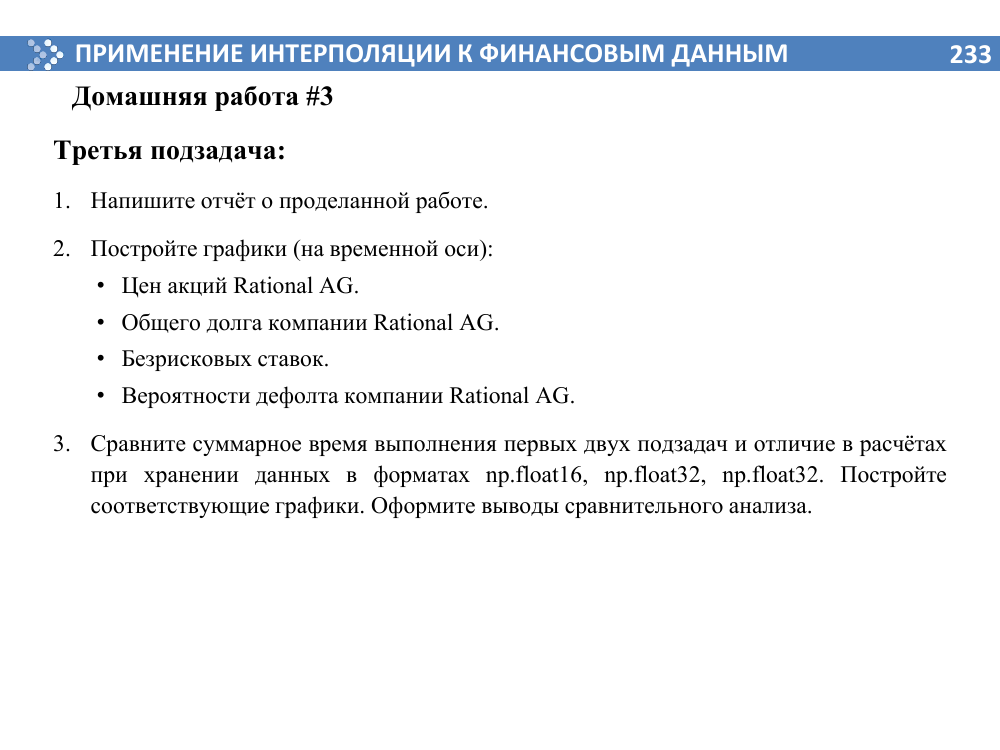 ПРИМЕНЕНИЕ ИНТЕРПОЛЯЦИИ К ФИНАНСОВЫМ ДАННЫМ 233
Домашняя работа #3
Третья подзадача:
1. Напишите отчёт о проделанной работе.
2. Постройте графики (на временной оси):
• Цен акций Rational AG.
• Общего долга компании Rational AG.
• Безрисковых ставок.
• Вероятности дефолта компании Rational AG.
3. Сравните суммарное время выполнения первых двух подзадач и отличие в расчётах
при хранении данных в форматах np.float16, np.float32, np.float32. Постройте
соответствующие графики. Оформите выводы сравнительного анализа.